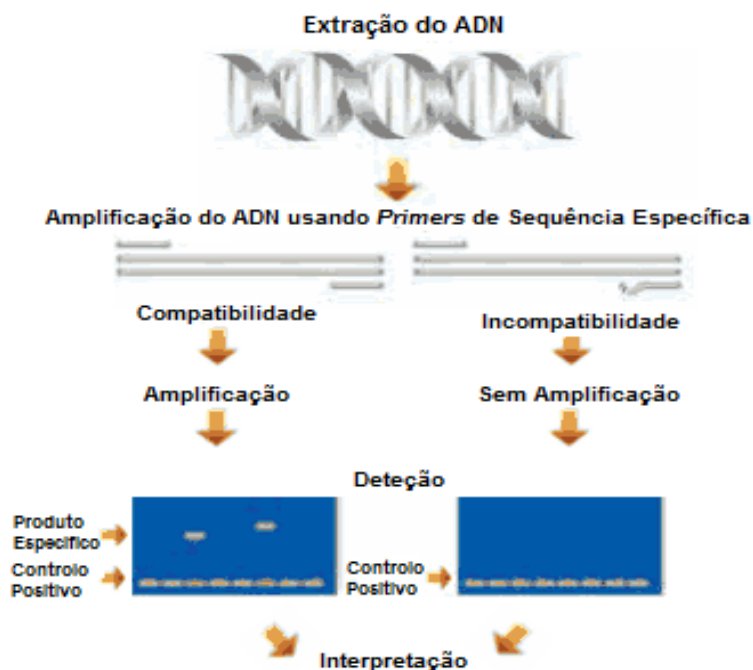 Extração do ADN
Amplificação do ADN usando Primers de Sequência Específica
Compatibilidade
Incompatibilidade
Amplificação
Sem Amplificação
Deteção
Produto
Específico
Controlo
Positivo
Controlo
Positivo
Interpretação